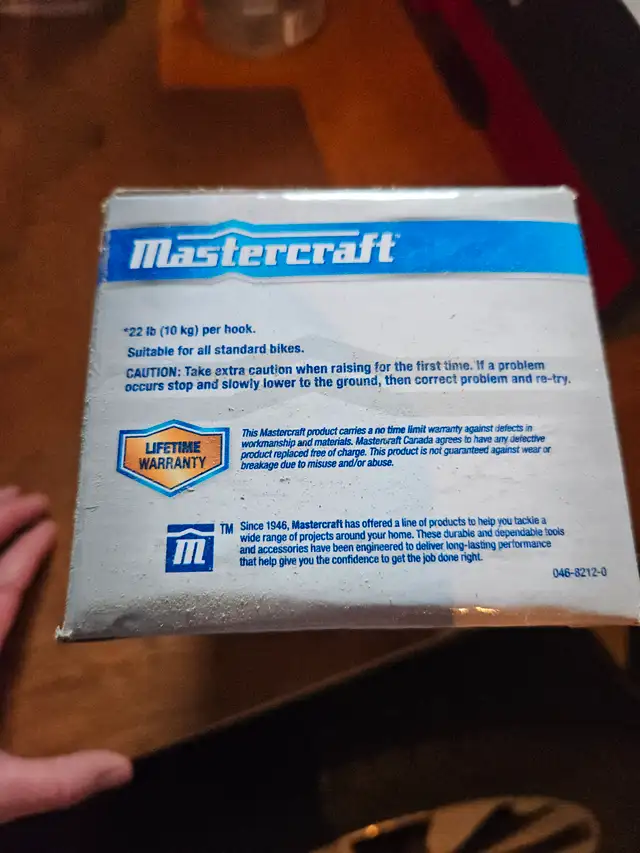 Mastercraft
*22 lb (10 kg) per hook.
Suitable for all standard bikes.
CAUTION: Take extra caution when raising for the first time. If a problem
occurs stop and slowly lower to the ground, then correct problem and re-try.
LIFETIME
WARRANTY
This Mastercraft product carries a no time limit warranty against defects in
workmanship and materials. Mastercraft Canada agrees to have any defective
product replaced free of charge. This product is not guaranteed against wear or
breakage due to misuse and/or abuse.
M TM
Since 1946, Mastercraft has offered a line of products to help you tackle a
wide range of projects around your home. These durable and dependable tools
and accessories have been engineered to deliver long-lasting performance
that help give you the confidence to get the job done right.
046-8212-0